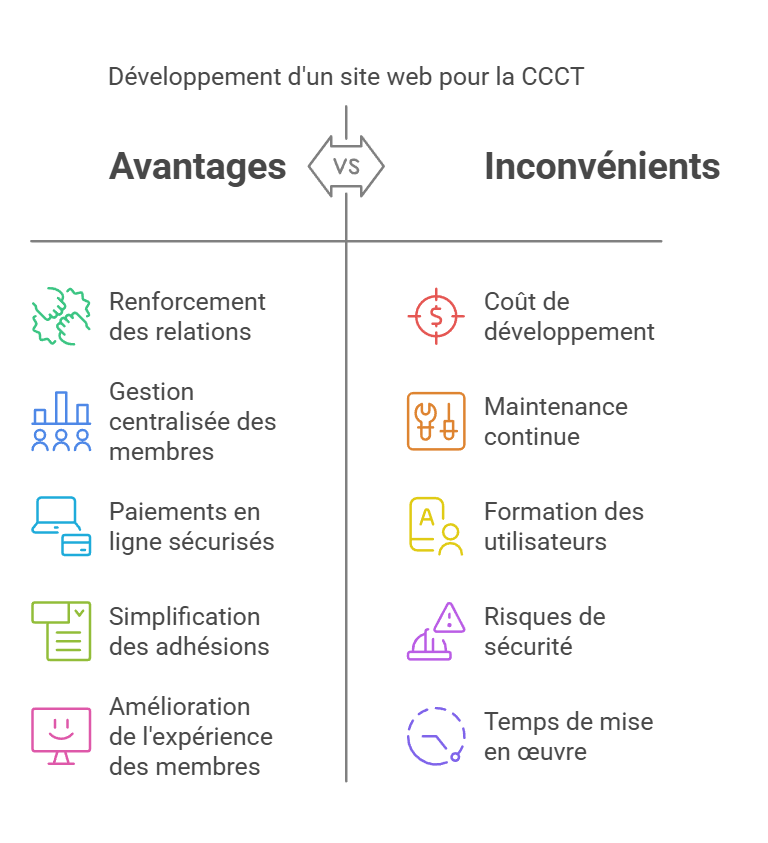 Développement d'un site web pour la CCCT
Avantages
VS
Inconvénients
Renforcement
des relations
Gestion
centralisée des
membres
Paiements en
ligne sécurisés
Simplification
des adhésions
Amélioration
de l'expérience
des membres
Coût de
développement
$
Maintenance
continue
Formation des
utilisateurs
A
Risques de
sécurité
Temps de mise
en œuvre